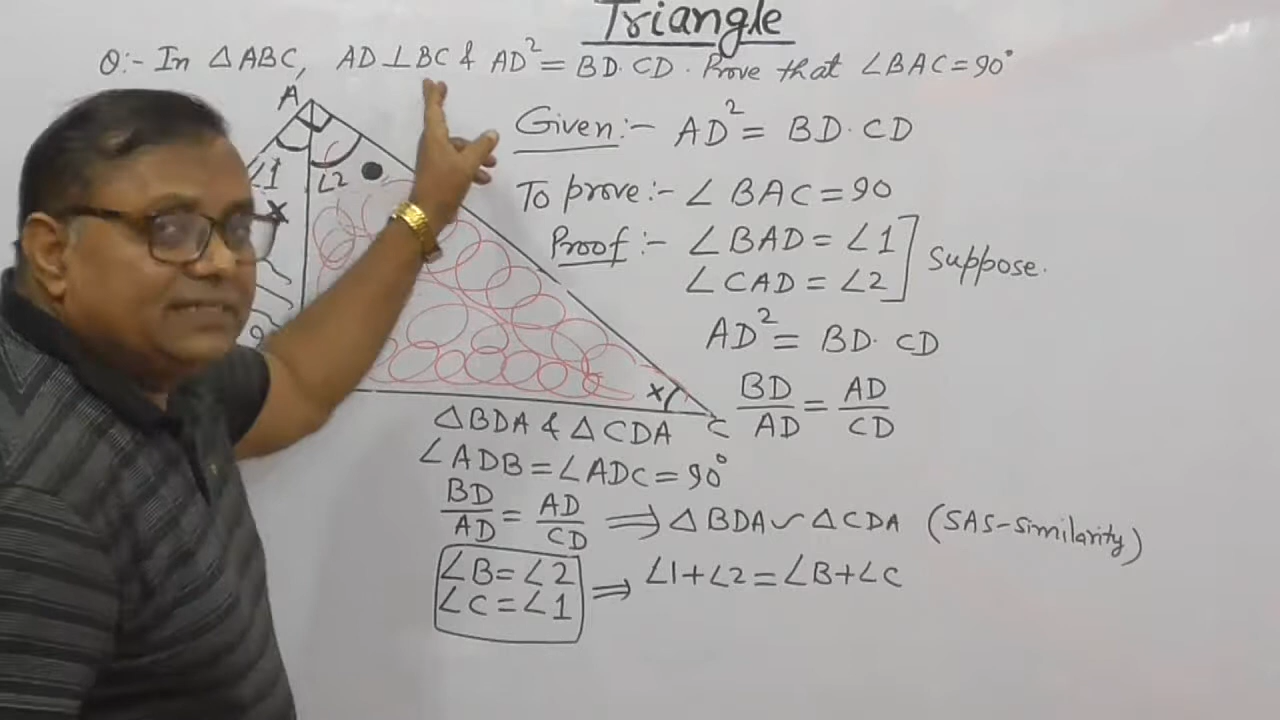 Triangle
Q:- In △ABC, AD⊥BC & AD² = BD·CD. Prove that ∠BAC=90°
A
∠1
∠2
x
x
C
Given:- AD² = BD·CD
To prove:- ∠BAC = 90
Proof:- ∠BAD = ∠1
∠CAD = ∠2
Suppose.
AD² = BD·CD
BD/AD = AD/CD
△BDA & △CDA
∠ADB = ∠ADC = 90°
BD/AD = AD/CD ⇒ △BDA ~ △CDA (SAS-similarity)
∠B = ∠2
∠C = ∠1
⇒ ∠1+∠2 = ∠B+∠C